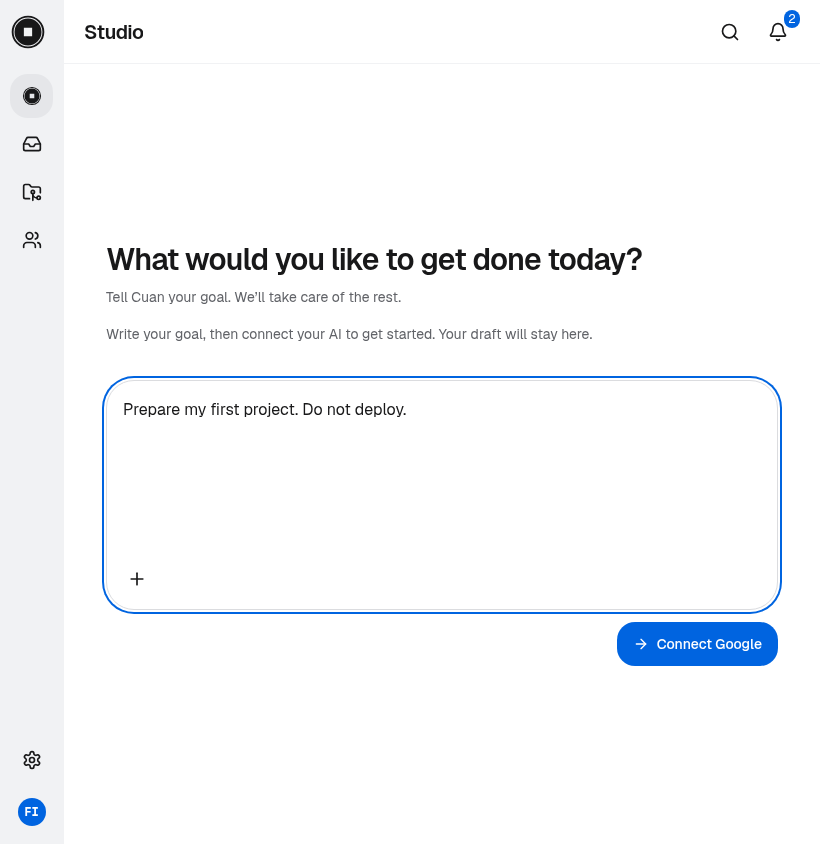 Studio
2
What would you like to get done today?
Tell Cuan your goal. We’ll take care of the rest.
Write your goal, then connect your AI to get started. Your draft will stay here.
Prepare my first project. Do not deploy.
Connect Google
FI